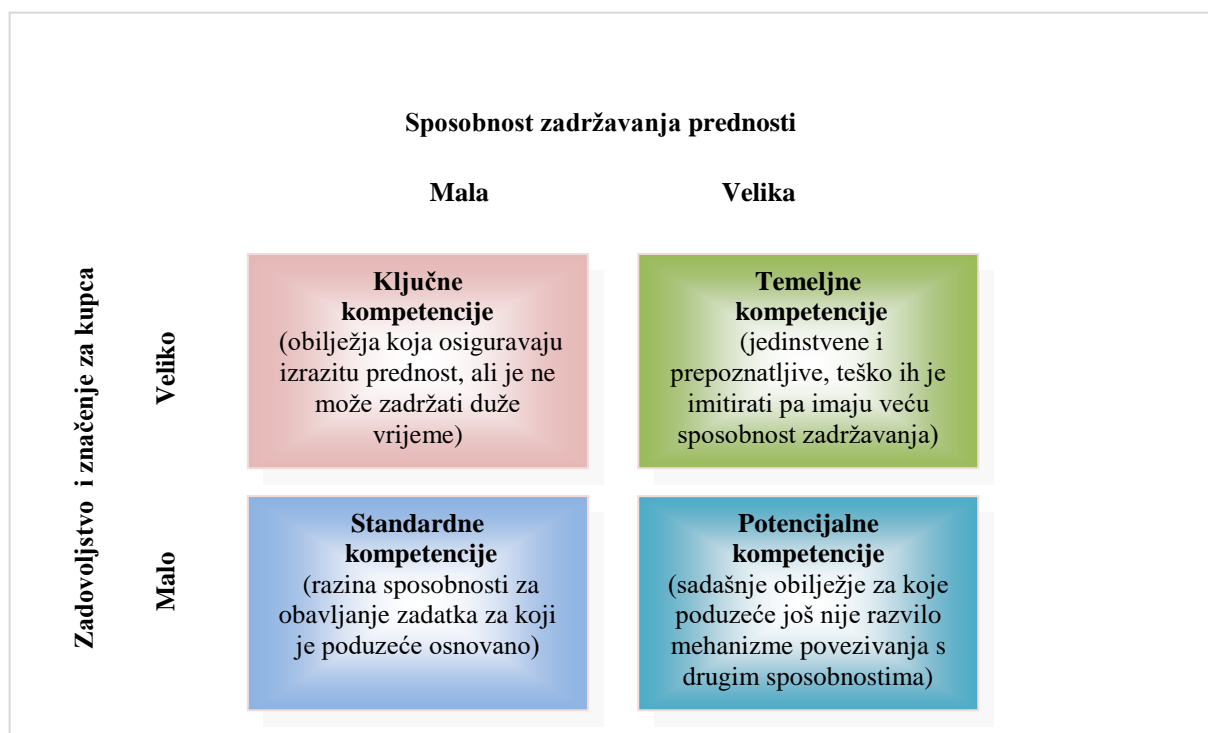 Sposobnost zadržavanja prednosti
Mala
Velika
Zadovoljstvo i značenje za kupca
Veliko
Ključne
kompetencije
(obilježja koja osiguravaju
izrazitu prednost, ali je ne
može zadržati duže
vrijeme)
Temeljne
kompetencije
(jedinstvene i
prepoznatljive, teško ih je
imitirati pa imaju veću
sposobnost zadržavanja)
Malo
Standardne
kompetencije
(razina sposobnosti za
obavljanje zadatka za koji
je poduzeće osnovano)
Potencijalne
kompetencije
(sadašnje obilježje za koje
poduzeće još nije razvilo
mehanizme povezivanja s
drugim sposobnostima)